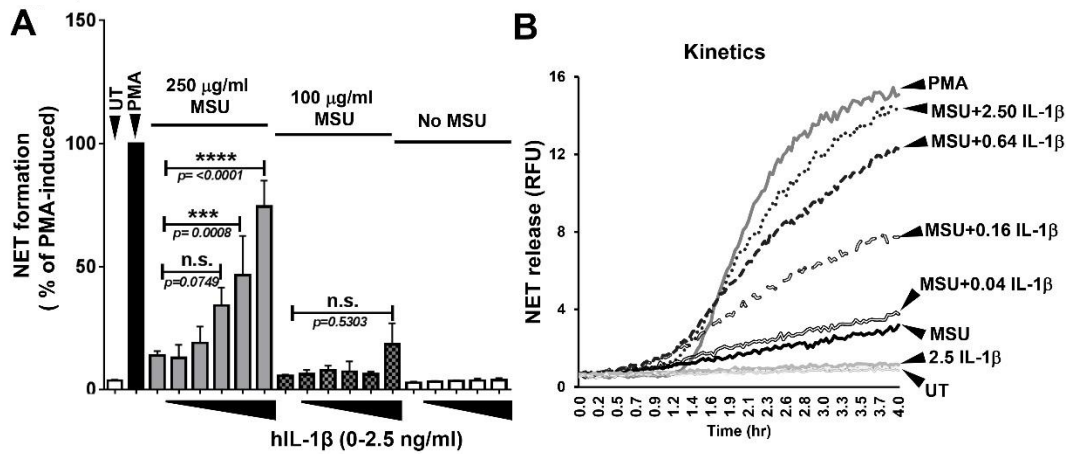 A
NET formation
( % of PMA-induced)
150
100
50
0
UT
PMA
250 μg/ml
MSU
100 μg/ml
MSU
No MSU
****
p= <0.0001
***
p= 0.0008
n.s.
p=0.0749
n.s.
p=0.5303
hIL-1β (0-2.5 ng/ml)
B
Kinetics
NET release (RFU)
16
12
8
4
0
0.0
0.2
0.4
0.6
0.9
1.2
1.4
1.6
1.9
2.1
2.4
2.6
2.8
3.0
3.3
3.5
3.7
4.0
Time (hr)
PMA
MSU+2.50 IL-1β
MSU+0.64 IL-1β
MSU+0.16 IL-1β
MSU+0.04 IL-1β
MSU
2.5 IL-1β
UT